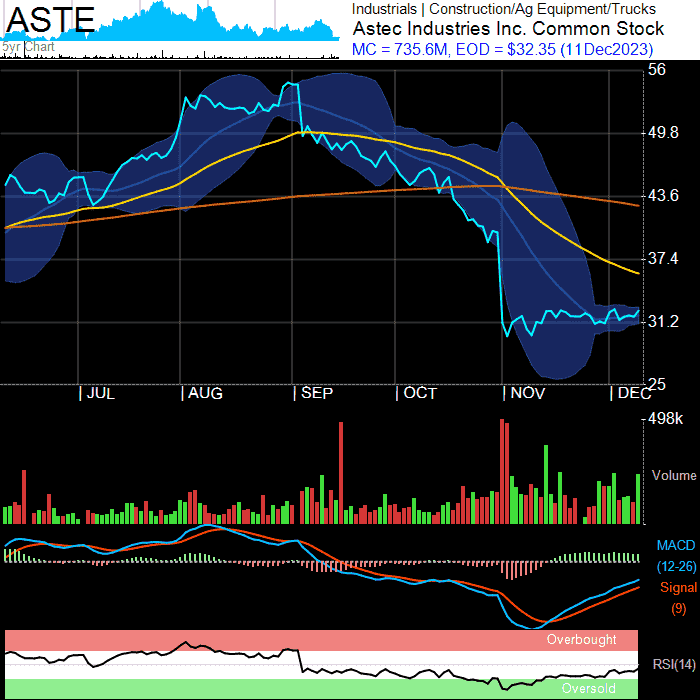 ASTE
5yr Chart
Industrials | Construction/Ag Equipment/Trucks
Astec Industries Inc. Common Stock
MC = 735.6M, EOD = $32.35 (11Dec2023)
56
49.8
43.6
37.4
31.2
25
| JUL | AUG | SEP | OCT | NOV | DEC
498k
Volume
MACD
(12-26)
Signal
(9)
Overbought
RSI(14)
Oversold